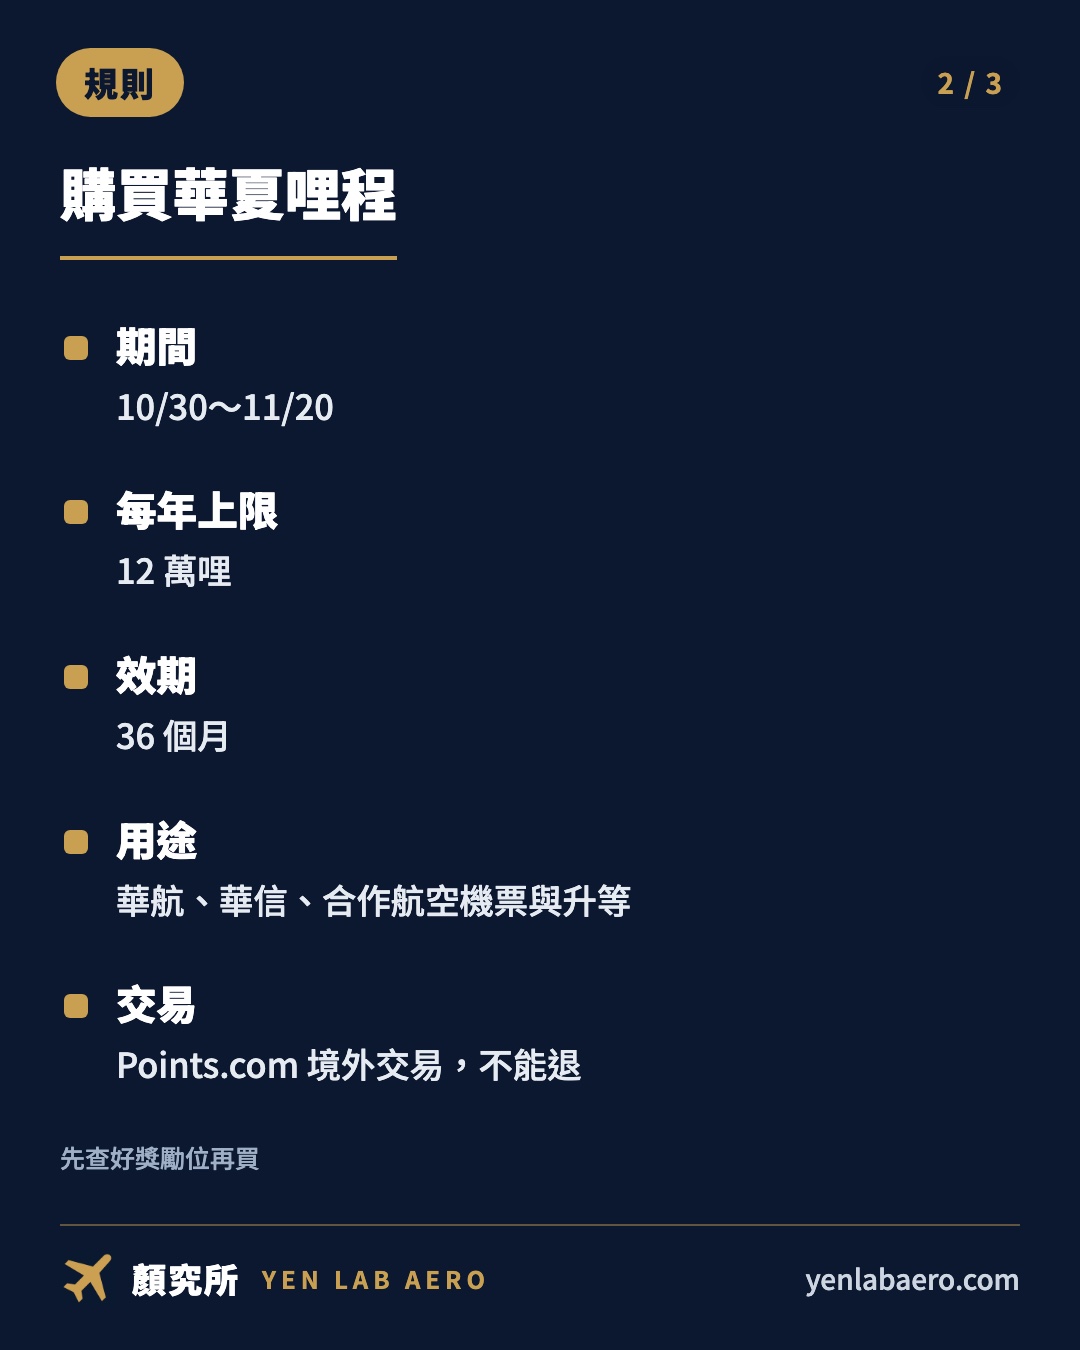 規則
2 / 3
購買華夏哩程
期間
10/30～11/20
每年上限
12 萬哩
效期
36 個月
用途
華航、華信、合作航空機票與升等
交易
Points.com 境外交易，不能退
先查好獎勵位再買
顏究所 YEN LAB AERO
yenlabaero.com